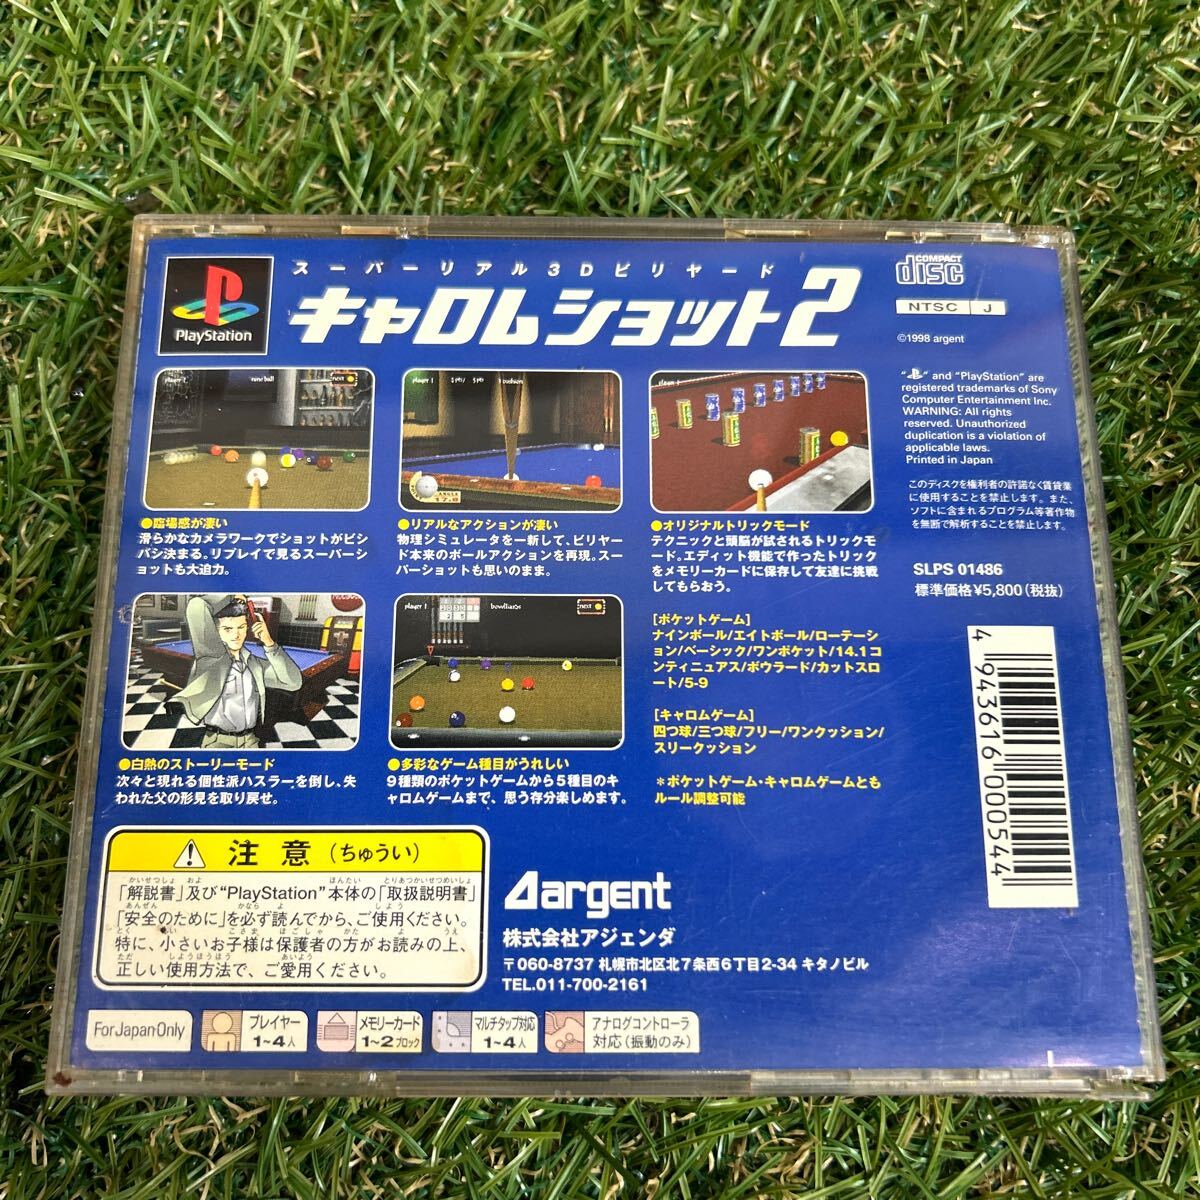 スーパーリアル3Dビリヤード
キャロムショット2
PlayStation
COMPACT
disc
NTSC J
©1998 argent
" " and "PlayStation" are
registered trademarks of Sony
Computer Entertainment Inc.
WARNING: All rights
reserved. Unauthorized
duplication is a violation of
applicable laws.
Printed in Japan
このディスクを権利者の許諾なく賃貸業
に使用することを禁止します。また、
ソフトに含まれるプログラム等著作物
を無断で解析することを禁止します。
SLPS 01486
標準価格¥5,800(税抜)
player 1 nine ball next
●臨場感が凄い
滑らかなカメラワークでショットがビシ
バシ決まる。リプレイで見るスーパーシ
ョットも大迫力。
player 1
ANGLE
17.0
●リアルなアクションが凄い
物理シミュレータを一新して、ビリヤー
ド本来のボールアクションを再現。スー
パーショットも思いのまま。
player 1
●オリジナルトリックモード
テクニックと頭脳が試されるトリックモ
ード。エディット機能で作ったトリック
をメモリーカードに保存して友達に挑戦
してもらおう。
●白熱のストーリーモード
次々と現れる個性派ハスラーを倒し、失
われた父の形見を取り戻せ。
player 1 bowlliards next
●多彩なゲーム種目がうれしい
9種類のポケットゲームから5種目のキ
ャロムゲームまで、思う存分楽しめます。
[ポケットゲーム]
ナインボール/エイトボール/ローテーシ
ョン/ベーシック/ワンポケット/14.1コ
ンティニュアス/ボウラード/カットスロ
ート/5-9
[キャロムゲーム]
四つ球/三つ球/フリー/ワンクッション/
スリークッション
*ポケットゲーム・キャロムゲームとも
ルール調整可能
4 943616 000544
注意(ちゅうい)
「解説書」及び"PlayStation"本体の「取扱説明書」
「安全のために」を必ず読んでから、ご使用ください。
特に、小さいお子様は保護者の方がお読みの上、
正しい使用方法で、ご愛用ください。
argent
株式会社アジェンダ
〒060-8737 札幌市北区北7条西6丁目2-34 キタノビル
TEL.011-700-2161
For Japan Only
プレイヤー
1~4人
メモリーカード
1~2ブロック
マルチタップ対応
1~4人
アナログコントローラ
対応(振動のみ)